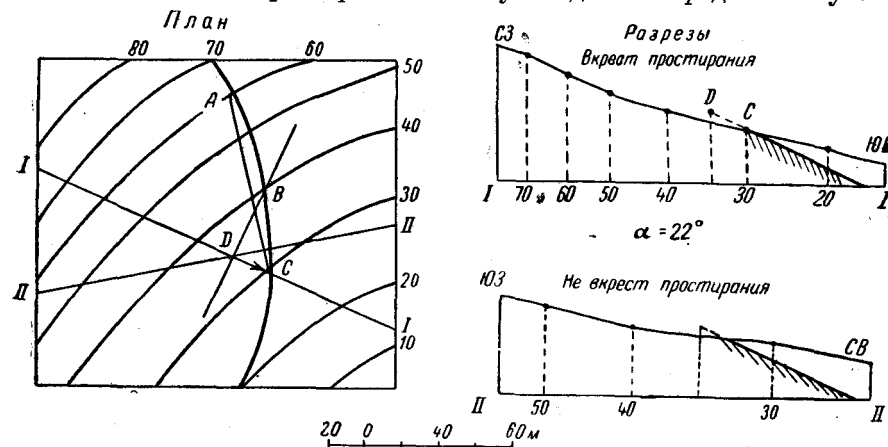 План
80 70 60
50
40
30
20
10
A
B
C
D
I
II
II
I
Разрезы
Вкрест простирания
СЗ
D
C
I 70 60 50 40 30 20
α = 22°
Не вкрест простирания
ЮЗ
СВ
II 50 40 30 II
20 0 40 60 м